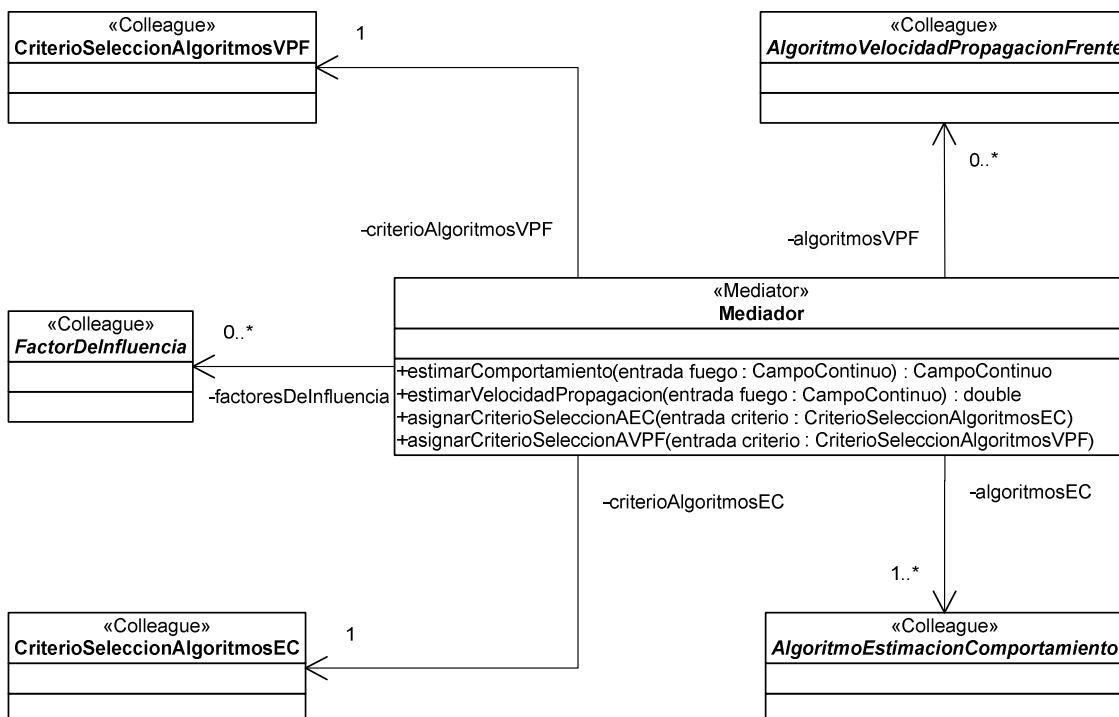 «Colleague»
CriterioSeleccionAlgoritmosVPF
1
«Colleague»
AlgoritmoVelocidadPropagacionFrente
0..*
-criterioAlgoritmosVPF
-algoritmosVPF
«Mediator»
Mediador
+estimarComportamiento(entrada fuego : CampoContinuo) : CampoContinuo
+estimarVelocidadPropagacion(entrada fuego : CampoContinuo) : double
+asignarCriterioSeleccionAEC(entrada criterio : CriterioSeleccionAlgoritmosEC)
+asignarCriterioSeleccionAVPF(entrada criterio : CriterioSeleccionAlgoritmosVPF)
«Colleague»
FactorDeInfluencia
0..*
-factoresDeInfluencia
-criterioAlgoritmosEC
-algoritmosEC
1..*
«Colleague»
CriterioSeleccionAlgoritmosEC
1
«Colleague»
AlgoritmoEstimacionComportamiento